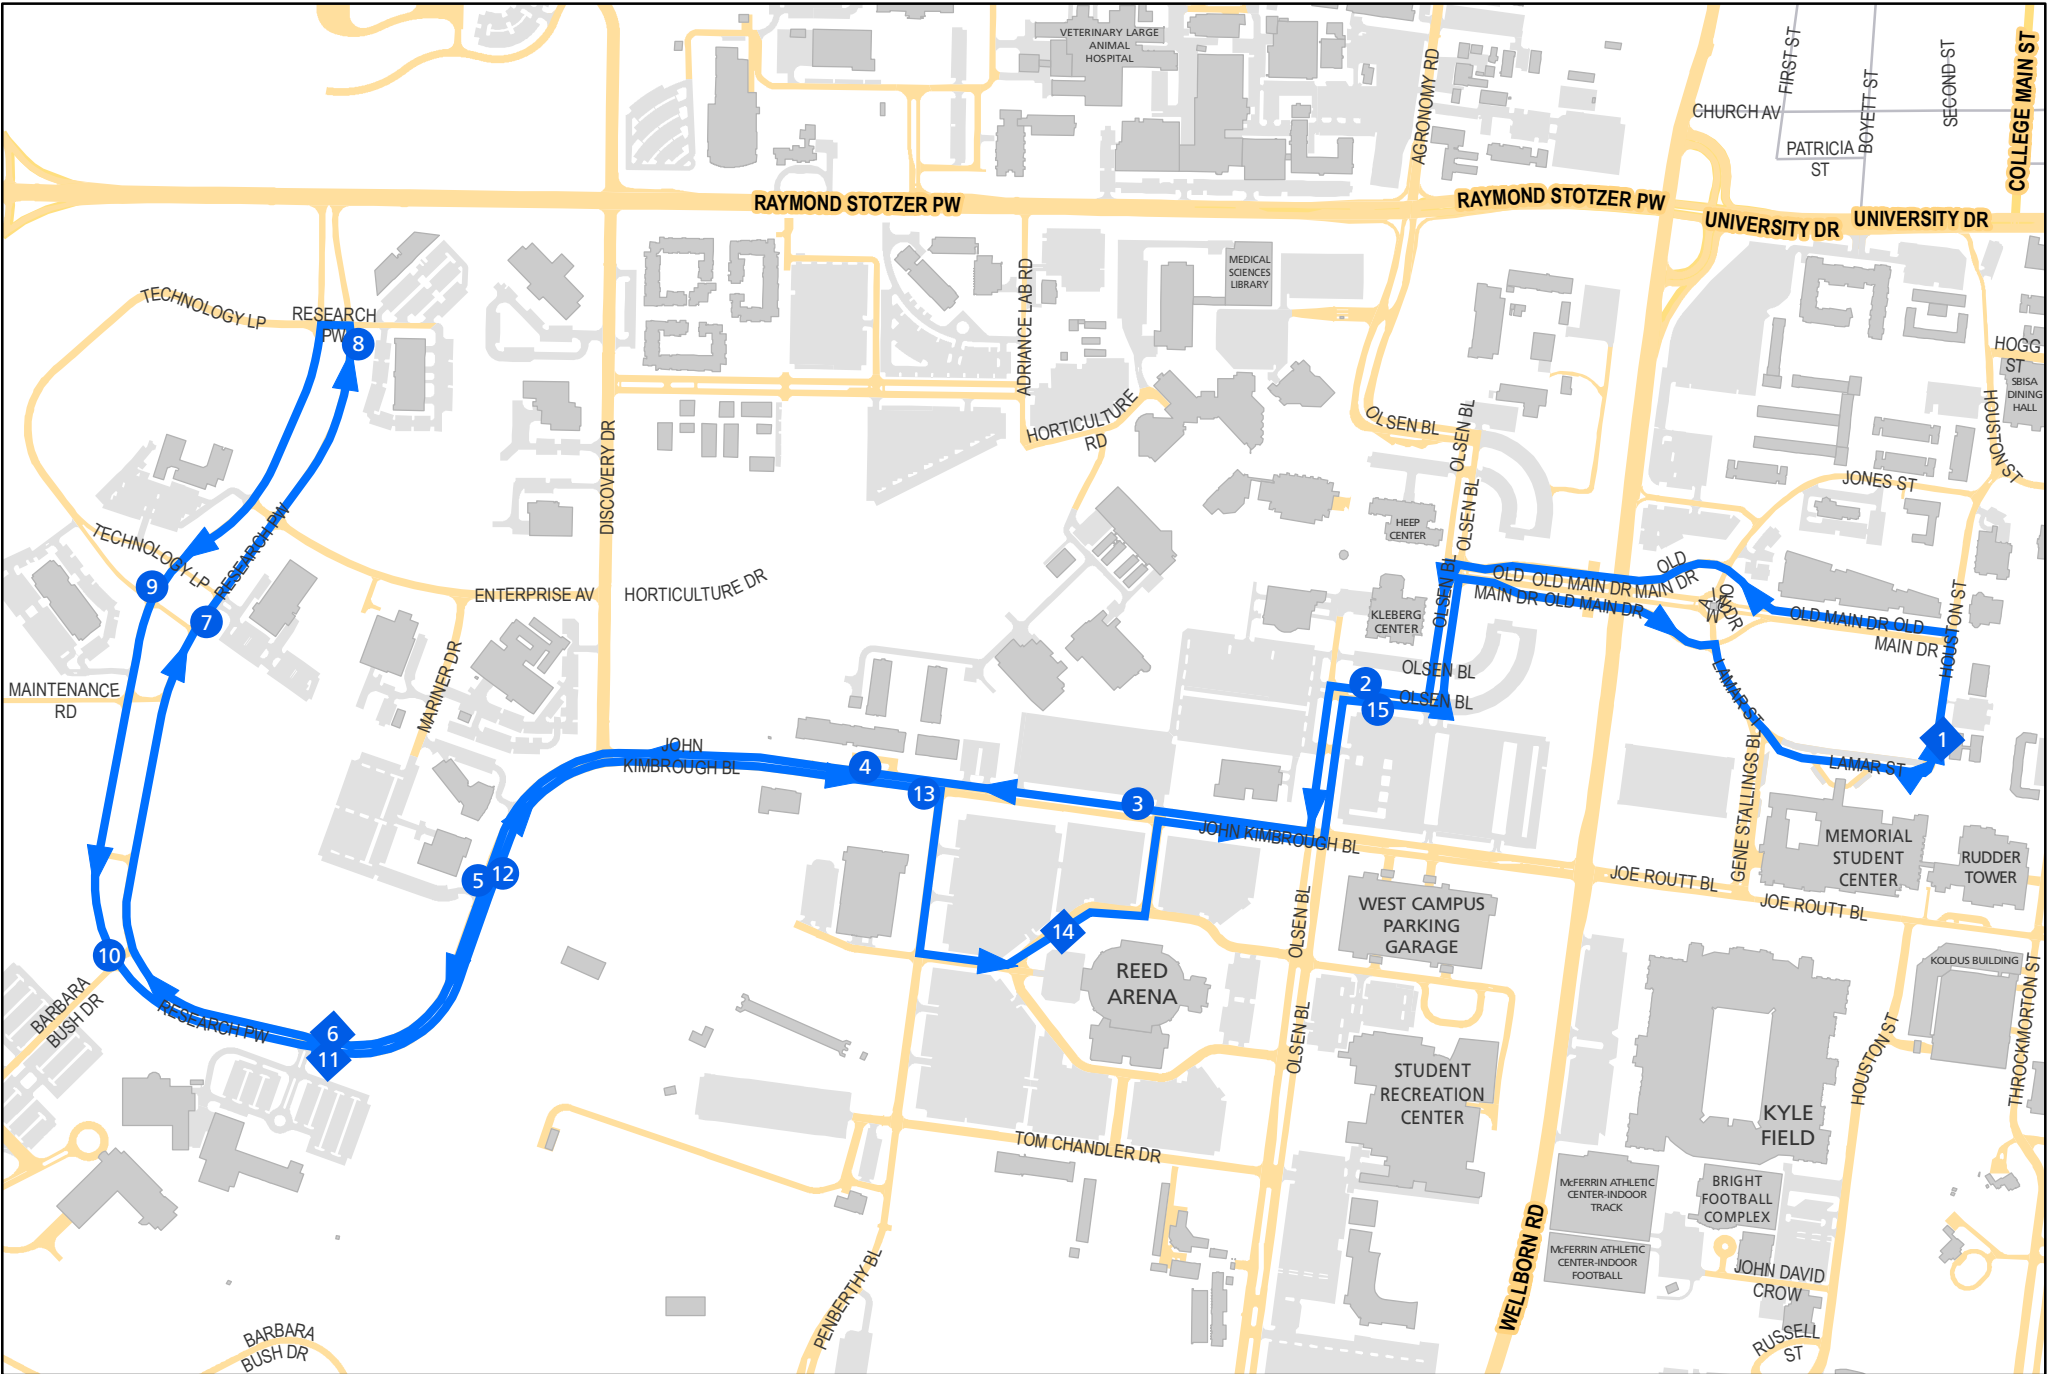 VETERINARY LARGE
ANIMAL
HOSPITAL
AGRONOMY RD
FIRST ST
BOYETT ST
SECOND ST
COLLEGE MAIN ST
CHURCH AV
PATRICIA
ST
RAYMOND STOTZER PW
RAYMOND STOTZER PW
UNIVERSITY DR
UNIVERSITY DR
MEDICAL
SCIENCES
LIBRARY
ADRIANCE LAB RD
TECHNOLOGY LP
RESEARCH
PW
8
HOGG
ST
SBISA
DINING
HALL
HOUSTON ST
HORTICULTURE
RD
OLSEN BL
OLSEN BL
DISCOVERY DR
JONES ST
OLSEN BL
HEEP
CENTER
RESEARCH PW
TECHNOLOGY LP
9
7
ENTERPRISE AV
HORTICULTURE DR
OLSEN BL
OLD
MAIN DR
OLD MAIN DR
OLD MAIN DR
OLD
MAIN DR
OLD
MAIN DR
OLD MAIN DR
OLD
MAIN DR
HOUSTON ST
KLEBERG
CENTER
MAINTENANCE
RD
MARINER DR
OLSEN BL
2
OLSEN BL
15
LAMAR ST
GENE STALLINGS BL
LAMAR ST
1
JOHN
KIMBROUGH BL
4
13
3
JOHN KIMBROUGH BL
MEMORIAL
STUDENT
CENTER
RUDDER
TOWER
JOE ROUTT BL
JOE ROUTT BL
5
12
WEST CAMPUS
PARKING
GARAGE
OLSEN BL
14
10
BARBARA
BUSH DR
RESEARCH PW
6
11
REED
ARENA
KOLDUS BUILDING
THROCKMORTON ST
OLSEN BL
STUDENT
RECREATION
CENTER
HOUSTON ST
KYLE
FIELD
TOM CHANDLER DR
McFERRIN ATHLETIC
CENTER-INDOOR
TRACK
BRIGHT
FOOTBALL
COMPLEX
McFERRIN ATHLETIC
CENTER-INDOOR
FOOTBALL
WELLBORN RD
JOHN DAVID
CROW
PENBERTHY BL
BARBARA
BUSH DR
RUSSELL
ST